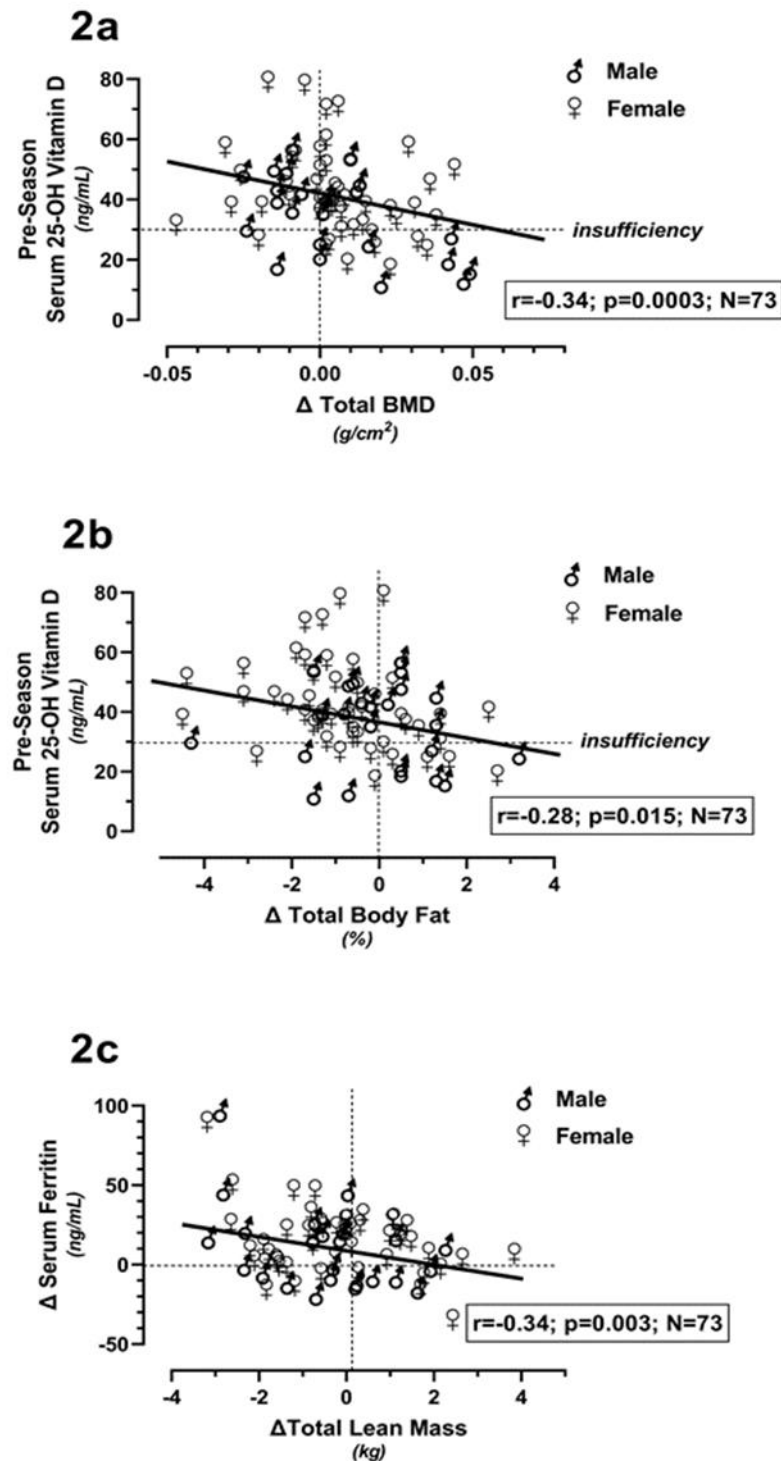 2a
Male
Female
Pre-Season
Serum 25-OH Vitamin D
(ng/mL)
80
60
40
20
0
insufficiency
r=-0.34; p=0.0003; N=73
-0.05
0.00
0.05
Δ Total BMD
(g/cm²)
2b
Male
Female
Pre-Season
Serum 25-OH Vitamin D
(ng/mL)
80
60
40
20
0
insufficiency
r=-0.28; p=0.015; N=73
-4
-2
0
2
4
Δ Total Body Fat
(%)
2c
Male
Female
Δ Serum Ferritin
(ng/mL)
100
50
0
-50
r=-0.34; p=0.003; N=73
-4
-2
0
2
4
ΔTotal Lean Mass
(kg)